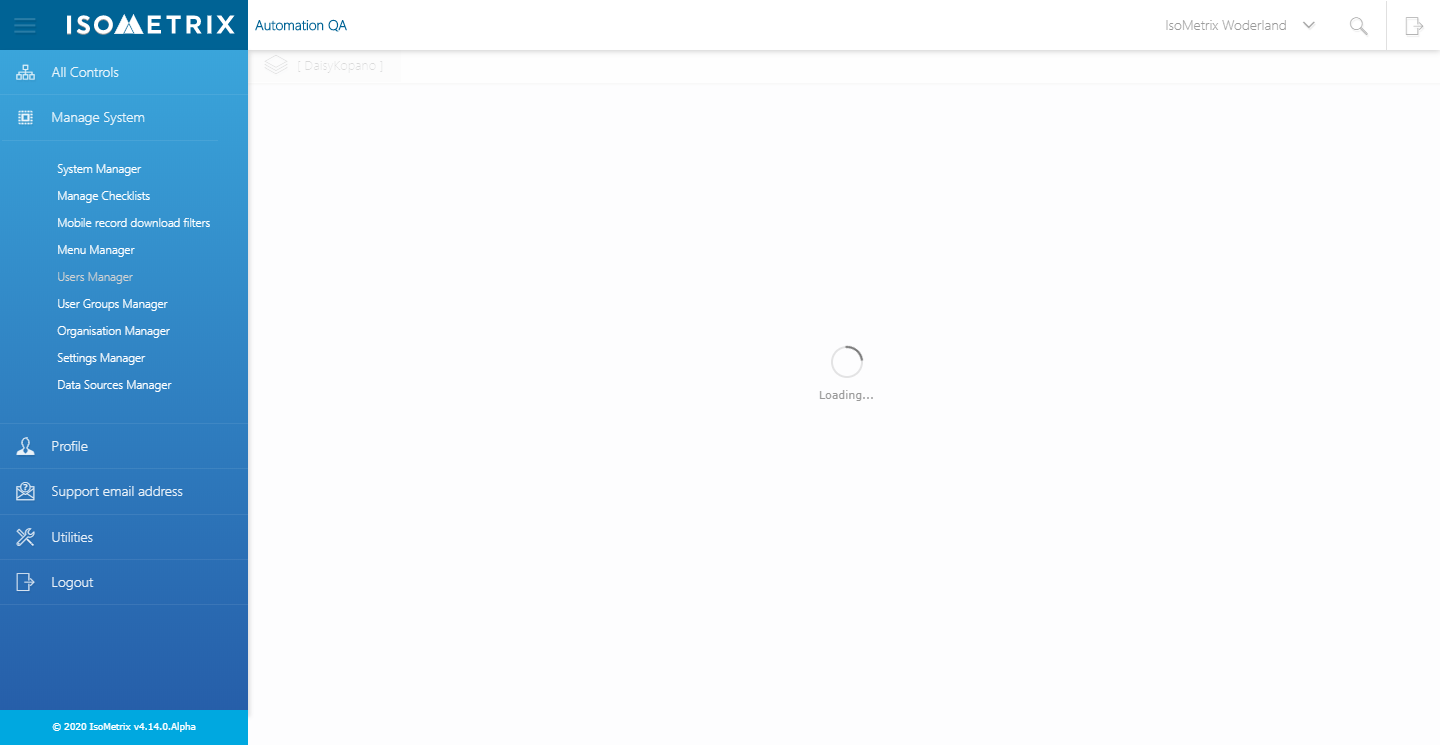 ISOMETRIX
Automation QA
IsoMetrix Woderland
[ DaisyKopano ]
All Controls
Manage System
System Manager
Manage Checklists
Mobile record download filters
Menu Manager
Users Manager
User Groups Manager
Organisation Manager
Settings Manager
Data Sources Manager
Profile
Support email address
Utilities
Logout
Loading...
© 2020 IsoMetrix v4.14.0.Alpha